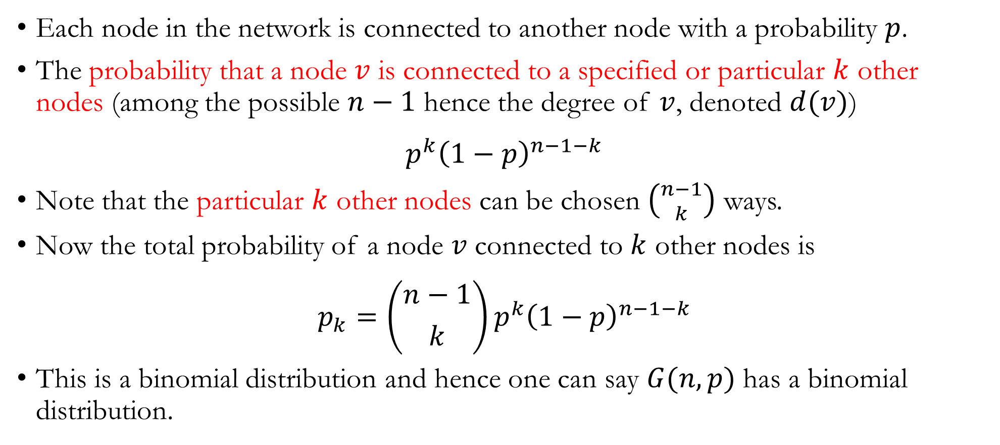 • Each node in the network is connected to another node with a probability 𝑝.
• The probability that a node 𝑣 is connected to a specified or particular 𝑘 other
nodes (among the possible 𝑛 − 1 hence the degree of 𝑣, denoted 𝑑(𝑣))
𝑝^𝑘(1 − 𝑝)^{𝑛−1−𝑘}
• Note that the particular 𝑘 other nodes can be chosen \binom{𝑛−1}{𝑘} ways.
• Now the total probability of a node 𝑣 connected to 𝑘 other nodes is
𝑝_𝑘 = \binom{𝑛 − 1}{𝑘} 𝑝^𝑘(1 − 𝑝)^{𝑛−1−𝑘}
• This is a binomial distribution and hence one can say 𝐺(𝑛, 𝑝) has a binomial
distribution.